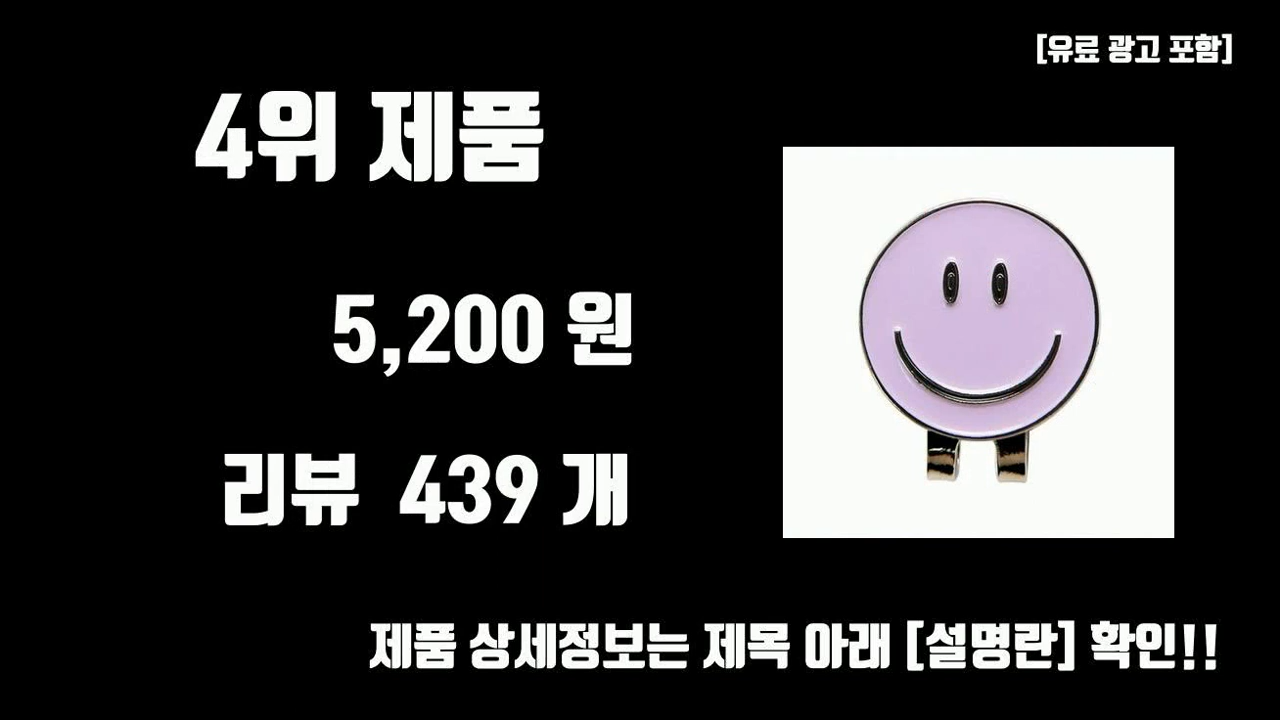 [유료 광고 포함]
4위 제품
5,200 원
리뷰 439 개
제품 상세정보는 제목 아래 [설명란] 확인!!